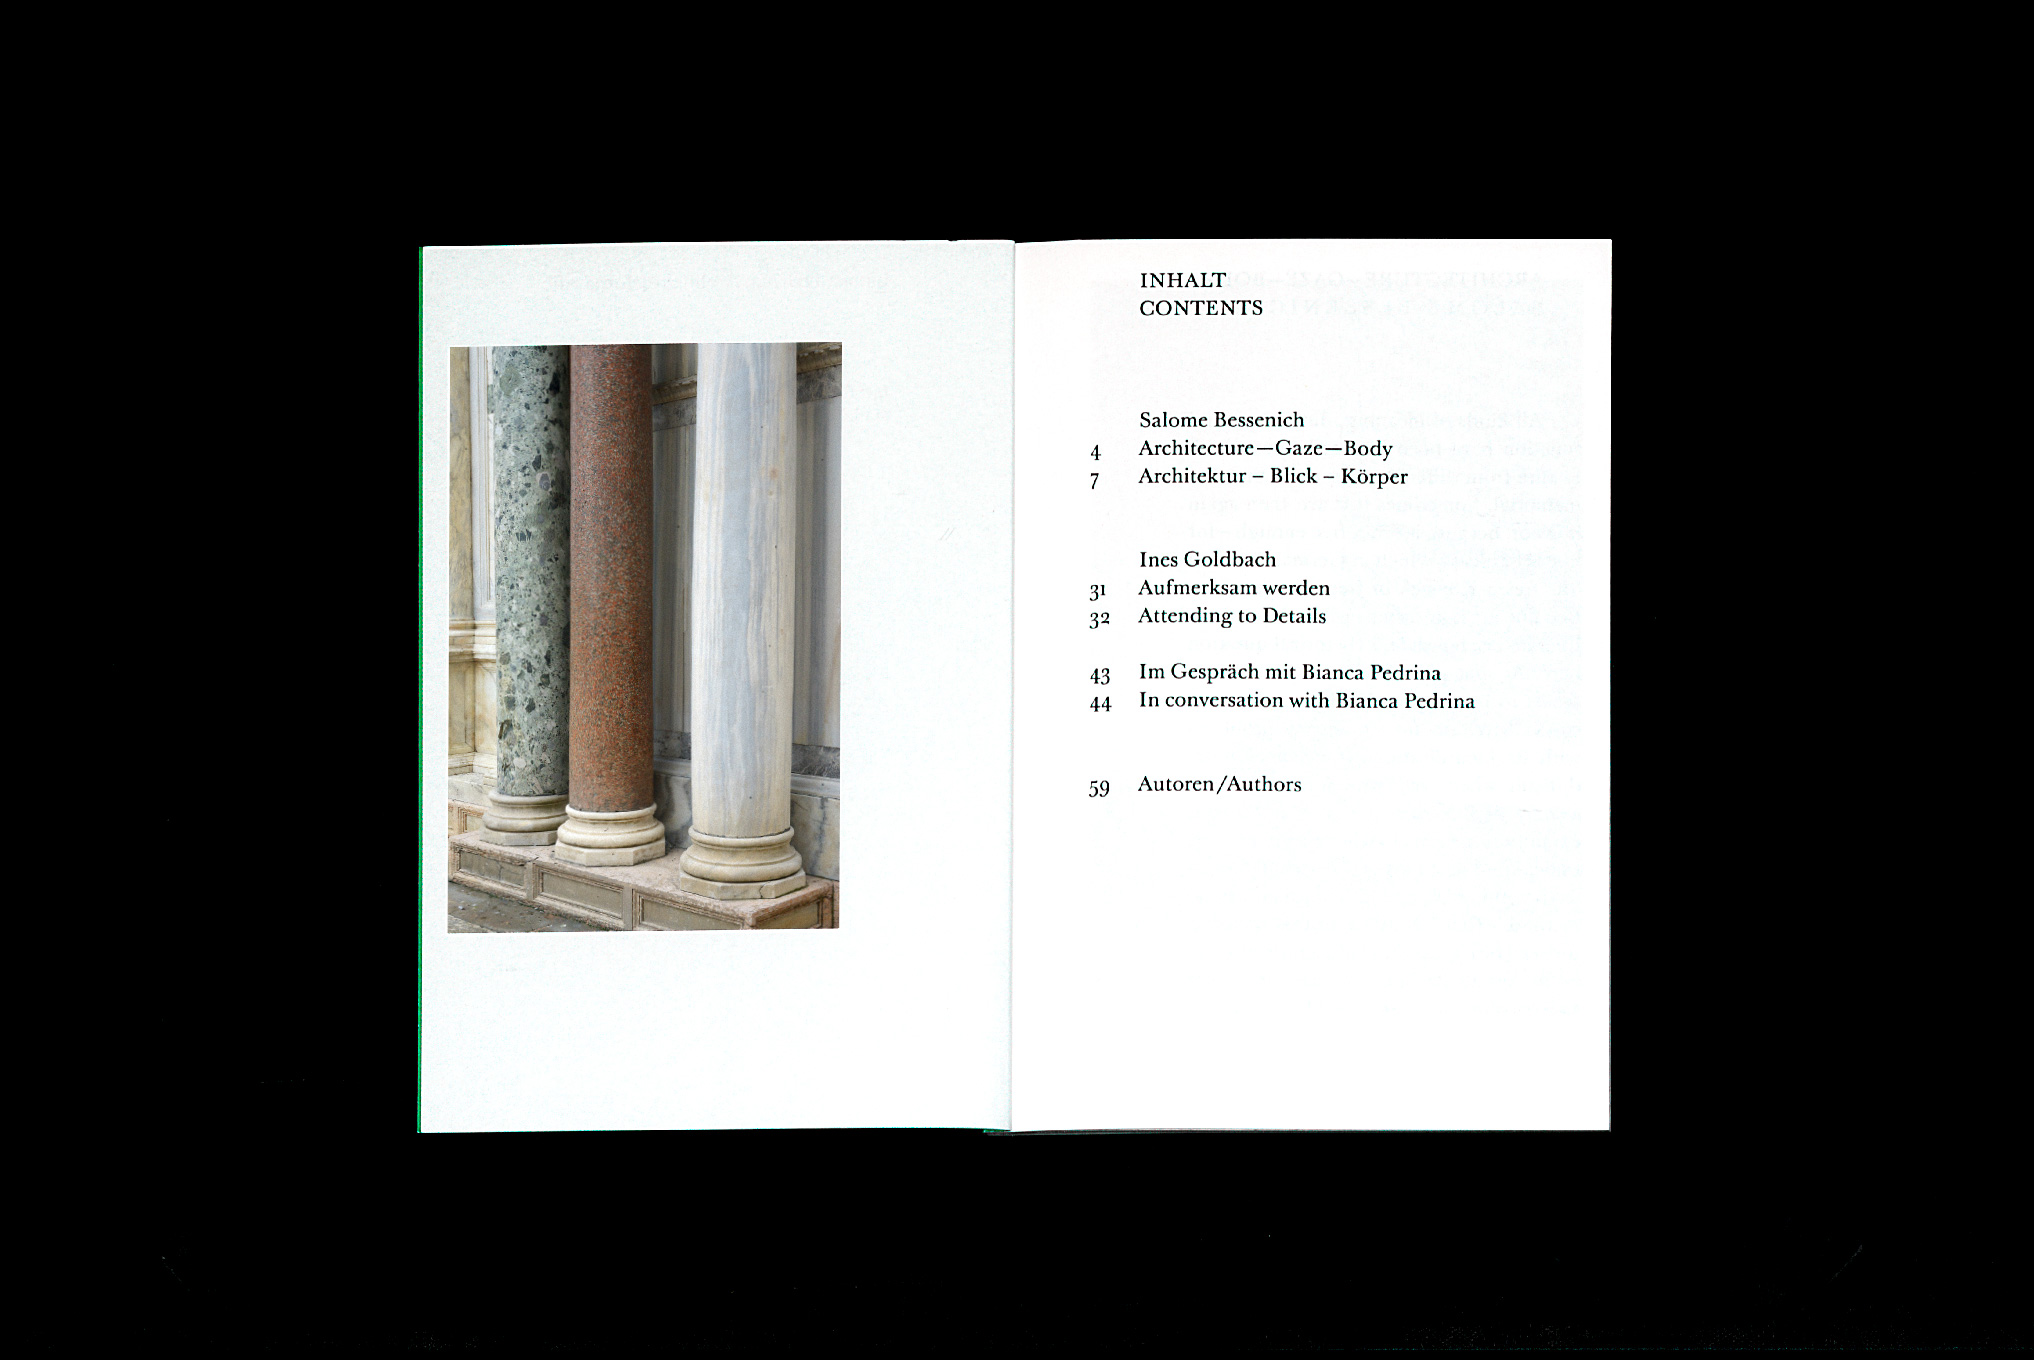 INHALT
CONTENTS
Salome Bessenich
4 Architecture—Gaze—Body
7 Architektur – Blick – Körper
Ines Goldbach
31 Aufmerksam werden
32 Attending to Details
43 Im Gespräch mit Bianca Pedrina
44 In conversation with Bianca Pedrina
59 Autoren/Authors